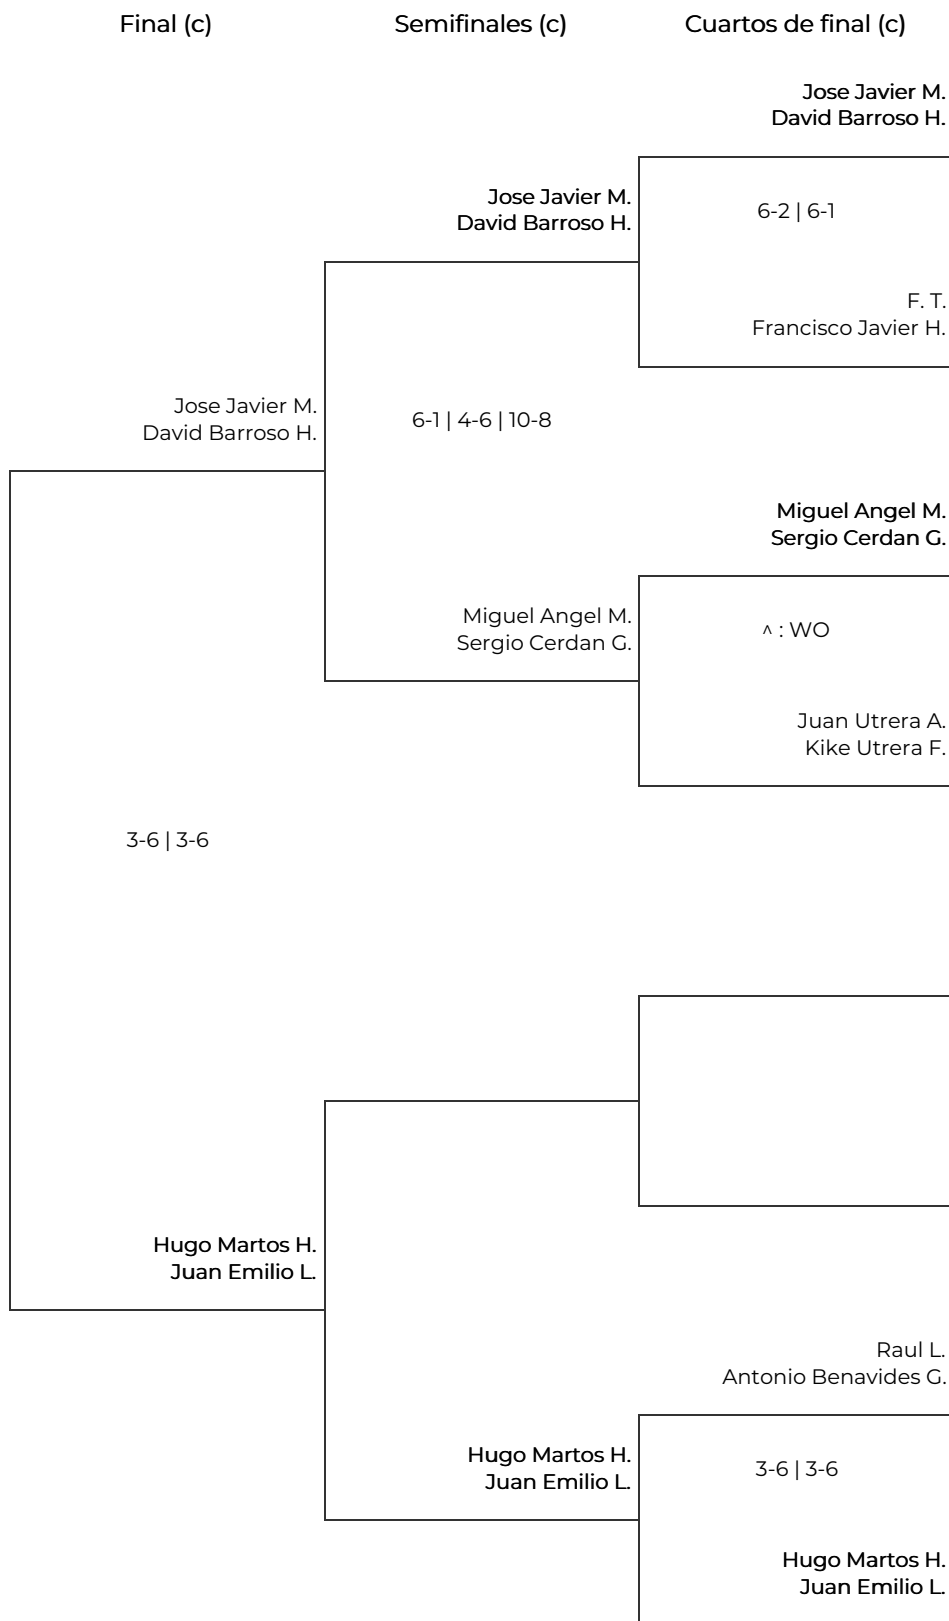 Final (c)
Semifinales (c)
Cuartos de final (c)
Jose Javier M.
David Barroso H.
Jose Javier M.
David Barroso H.
6-2 | 6-1
F. T.
Francisco Javier H.
Jose Javier M.
David Barroso H.
6-1 | 4-6 | 10-8
Miguel Angel M.
Sergio Cerdan G.
Miguel Angel M.
Sergio Cerdan G.
^ : WO
Juan Utrera A.
Kike Utrera F.
3-6 | 3-6
Hugo Martos H.
Juan Emilio L.
Raul L.
Antonio Benavides G.
Hugo Martos H.
Juan Emilio L.
3-6 | 3-6
Hugo Martos H.
Juan Emilio L.